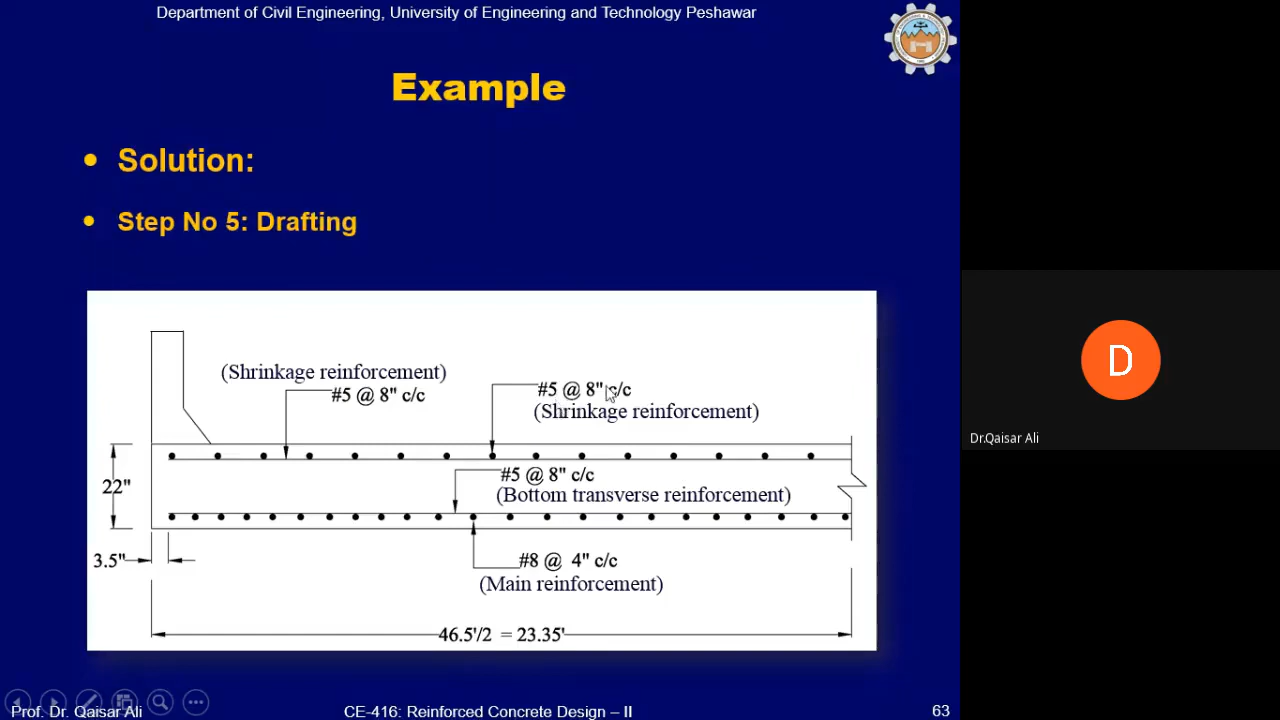 Department of Civil Engineering, University of Engineering and Technology Peshawar
Example
• Solution:
• Step No 5: Drafting
(Shrinkage reinforcement)
#5 @ 8" c/c
#5 @ 8" c/c
(Shrinkage reinforcement)
#5 @ 8" c/c
(Bottom transverse reinforcement)
22"
3.5"
#8 @ 4" c/c
(Main reinforcement)
46.5'/2 = 23.35'
Prof. Dr. Qaisar Ali
CE-416: Reinforced Concrete Design – II
63
D
Dr.Qaisar Ali